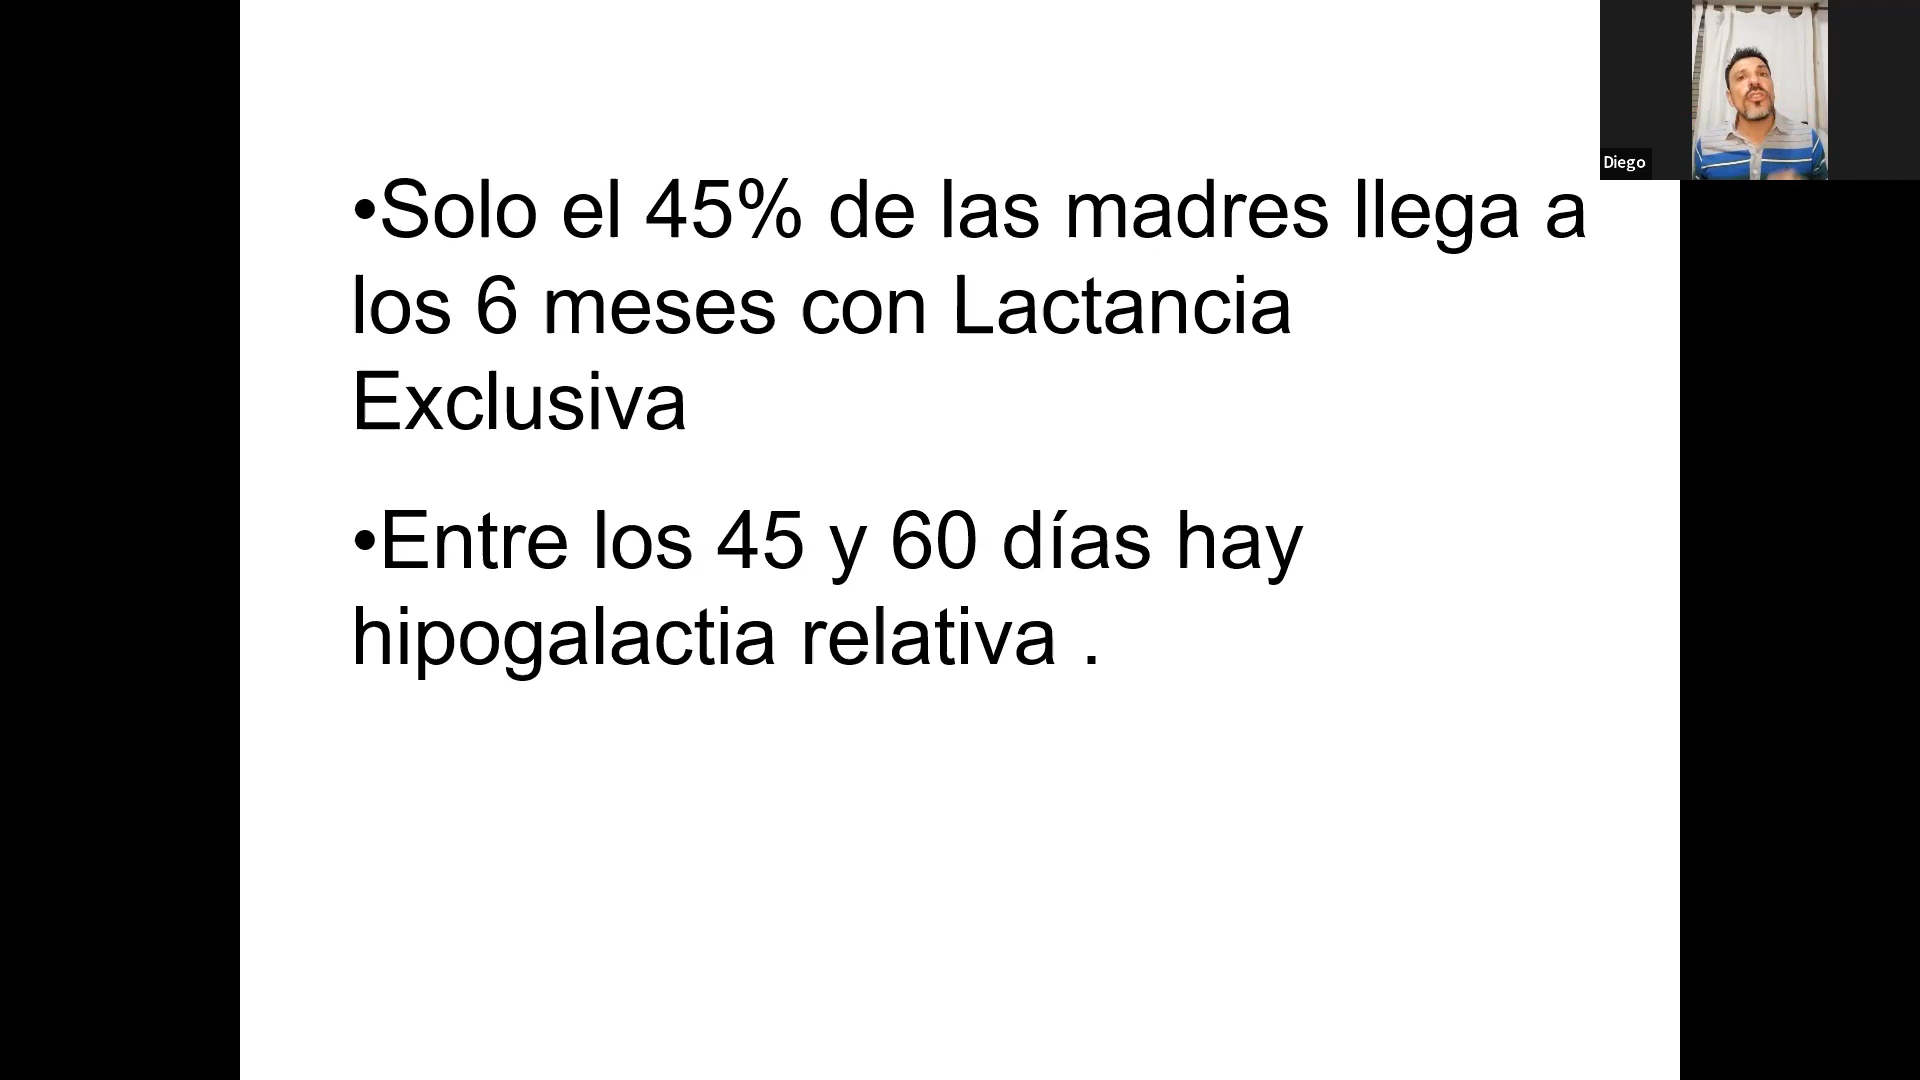 •Solo el 45% de las madres llega a
los 6 meses con Lactancia
Exclusiva
•Entre los 45 y 60 días hay
hipogalactia relativa .
Diego